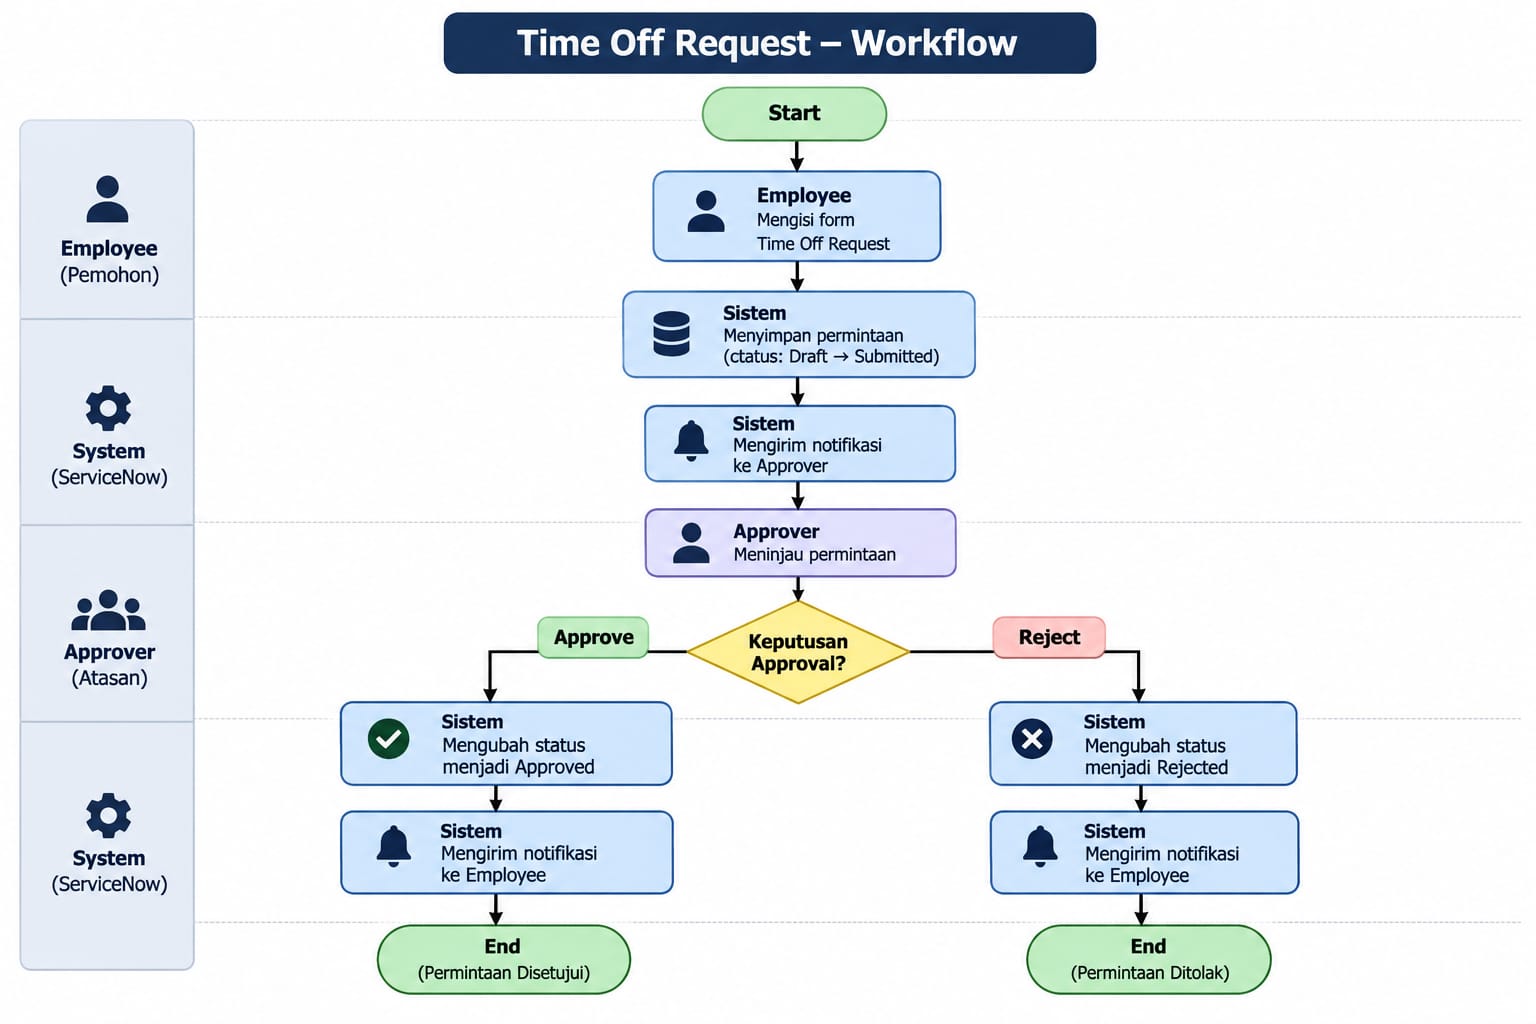 Time Off Request – Workflow
Start
Employee
(Pemohon)
System
(ServiceNow)
Approver
(Atasan)
System
(ServiceNow)
Employee
Mengisi form
Time Off Request
Sistem
Menyimpan permintaan
(ctatus: Draft → Submitted)
Sistem
Mengirim notifikasi
ke Approver
Approver
Meninjau permintaan
Keputusan
Approval?
Approve
Reject
Sistem
Mengubah status
menjadi Approved
Sistem
Mengirim notifikasi
ke Employee
End
(Permintaan Disetujui)
Sistem
Mengubah status
menjadi Rejected
Sistem
Mengirim notifikasi
ke Employee
End
(Permintaan Ditolak)